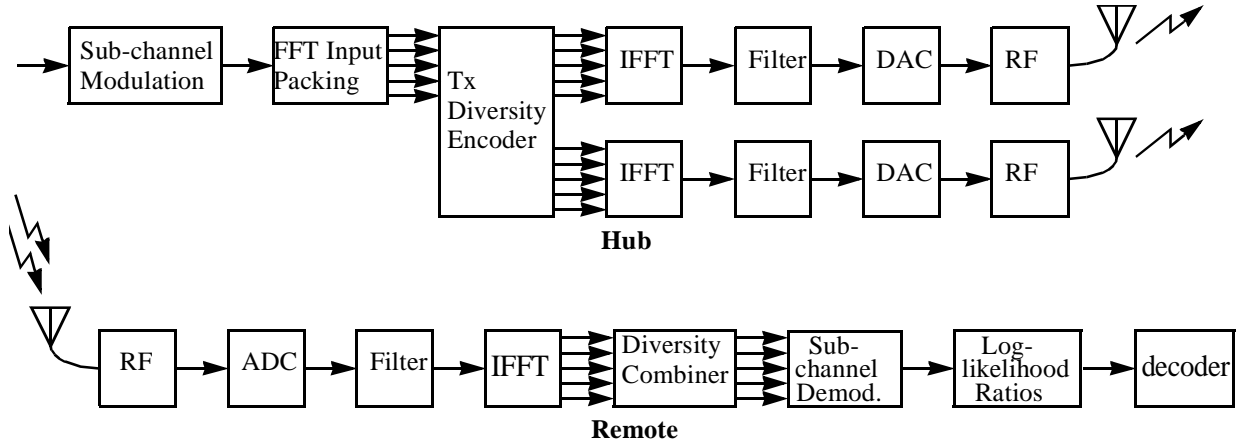 Sub-channel
Modulation
FFT Input
Packing
Tx
Diversity
Encoder
IFFT
Filter
DAC
RF
IFFT
Filter
DAC
RF
Hub
RF
ADC
Filter
IFFT
Diversity
Combiner
Sub-
channel
Demod.
Log-
likelihood
Ratios
decoder
Remote